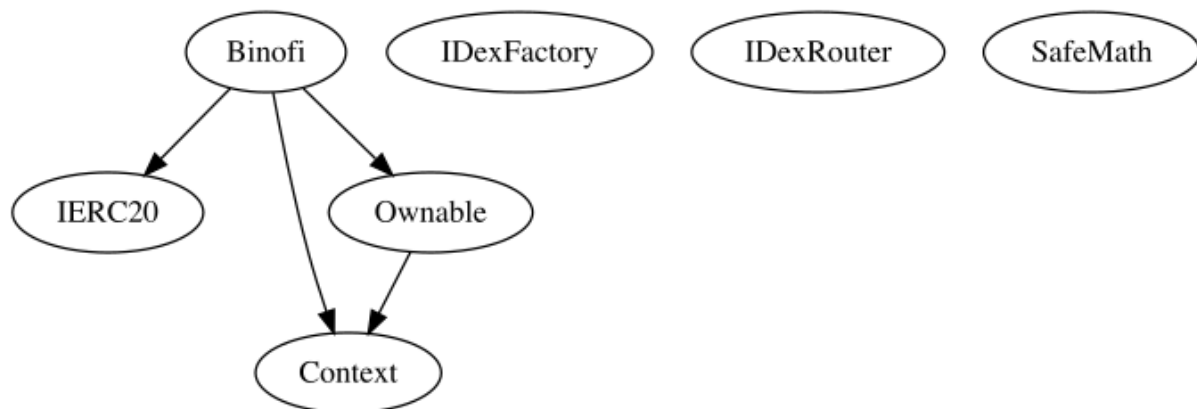 Binofi
IDexFactory
IDexRouter
SafeMath
IERC20
Ownable
Context